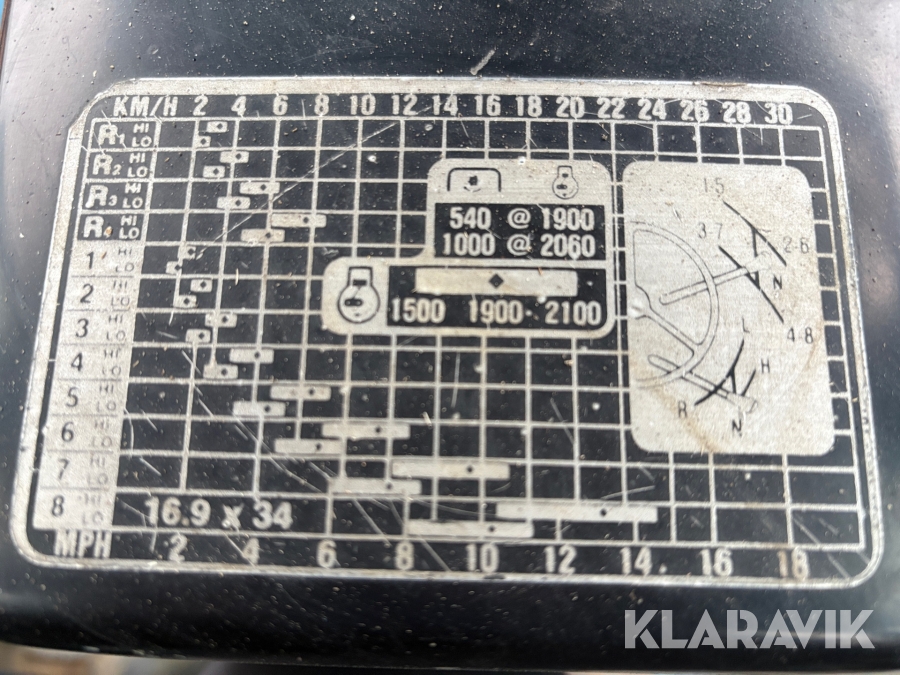 KM/H 2 4 6 8 10 12 14 16 18 20 22 24 26 28 30
R1 HI
LO
R2 HI
LO
R3 HI
LO
R4 HI
LO
1 HI
LO
2 HI
LO
3 HI
LO
4 HI
LO
5 HI
LO
6 HI
LO
7 HI
LO
8 HI
LO
540 @ 1900
1000 @ 2060
1500 1900 2100
1-5
3-7
2-6
N
4-8
L
H
R
N
16.9 x 34
MPH 2 4 6 8 10 12 14 16 18
KLARAVIK